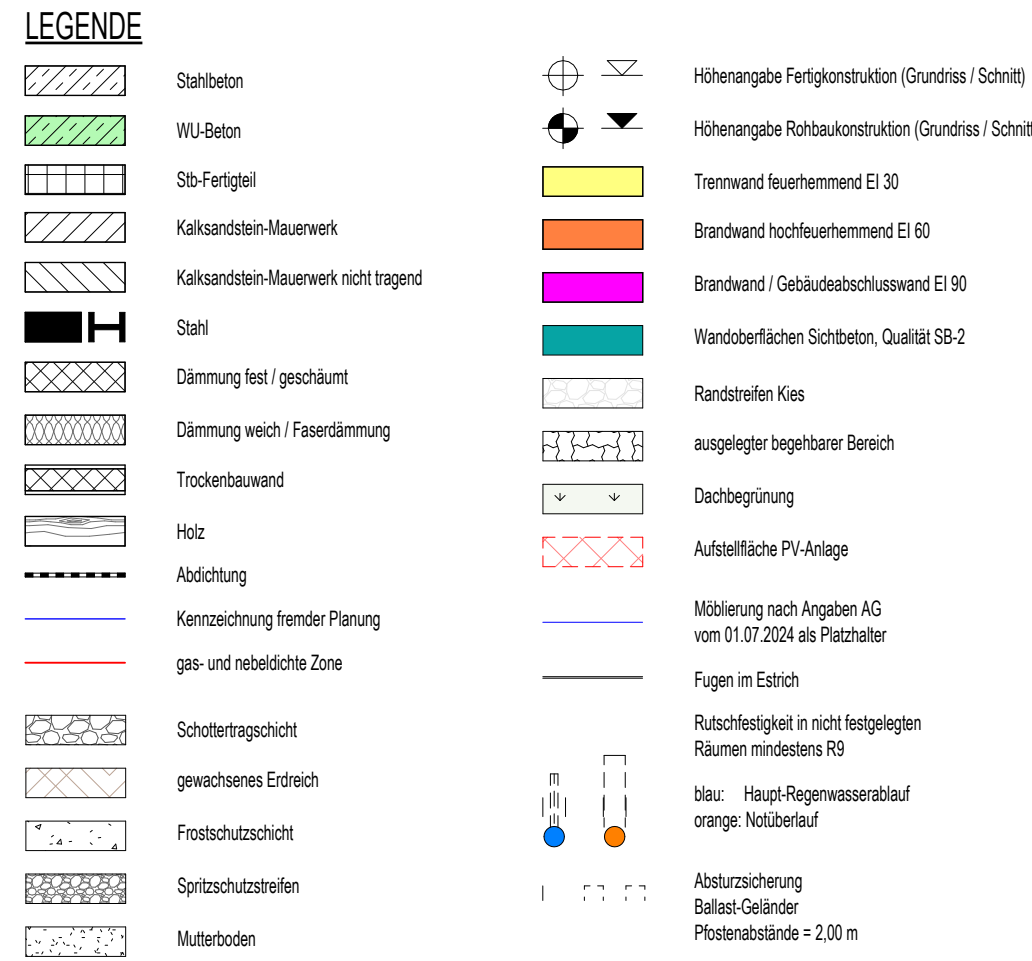 LEGENDE
Stahlbeton
WU-Beton
Stb-Fertigteil
Kalksandstein-Mauerwerk
Kalksandstein-Mauerwerk nicht tragend
Stahl
Dämmung fest / geschäumt
Dämmung weich / Faserdämmung
Trockenbauwand
Holz
Abdichtung
Kennzeichnung fremder Planung
gas- und nebeldichte Zone
Schottertragschicht
gewachsenes Erdreich
Frostschutzschicht
Spritzschutzstreifen
Mutterboden
Höhenangabe Fertigkonstruktion (Grundriss / Schnitt)
Höhenangabe Rohbaukonstruktion (Grundriss / Schnitt
Trennwand feuerhemmend EI 30
Brandwand hochfeuerhemmend EI 60
Brandwand / Gebäudeabschlusswand EI 90
Wandoberflächen Sichtbeton, Qualität SB-2
Randstreifen Kies
ausgelegter begehbarer Bereich
Dachbegrünung
Aufstellfläche PV-Anlage
Möblierung nach Angaben AG
vom 01.07.2024 als Platzhalter
Fugen im Estrich
Rutschfestigkeit in nicht festgelegten
Räumen mindestens R9
blau: Haupt-Regenwasserablauf
orange: Notüberlauf
Absturzsicherung
Ballast-Geländer
Pfostenabstände = 2,00 m